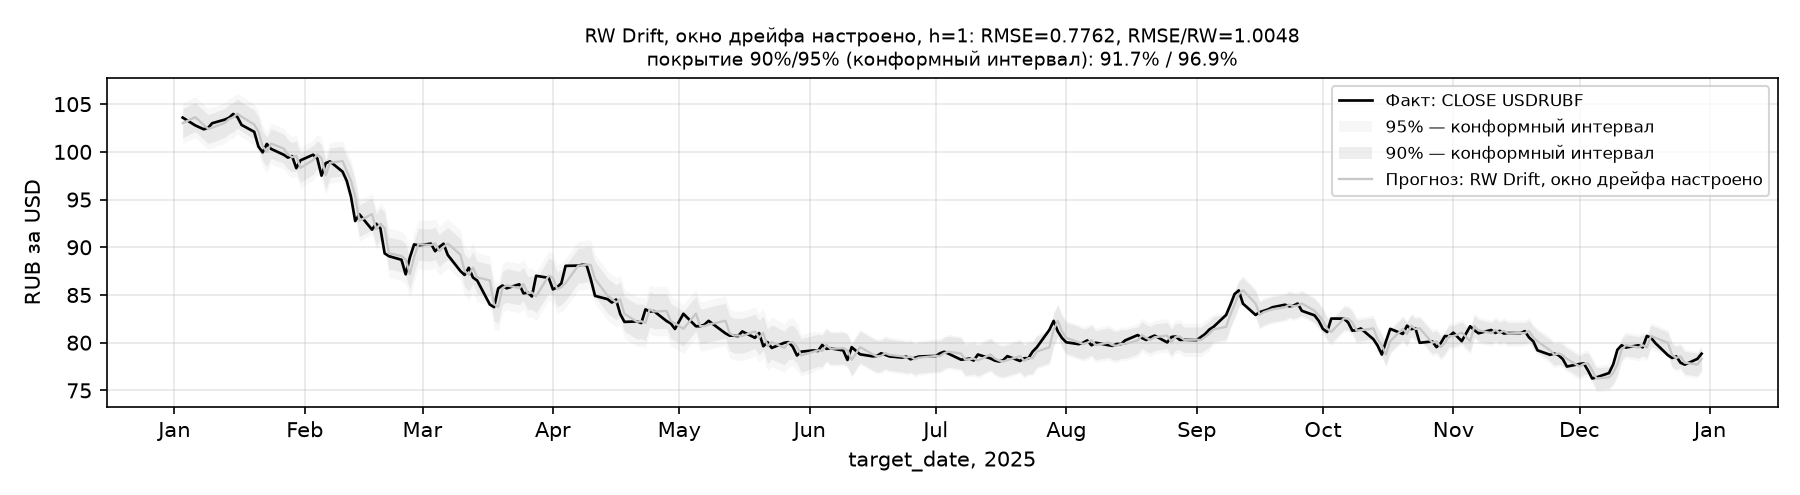 RW Drift, окно дрейфа настроено, h=1: RMSE=0.7762, RMSE/RW=1.0048
покрытие 90%/95% (конформный интервал): 91.7% / 96.9%
Факт: CLOSE USDRUBF
95% — конформный интервал
90% — конформный интервал
Прогноз: RW Drift, окно дрейфа настроено
RUB за USD
105
100
95
90
85
80
75
Jan Feb Mar Apr May Jun Jul Aug Sep Oct Nov Dec Jan
target_date, 2025